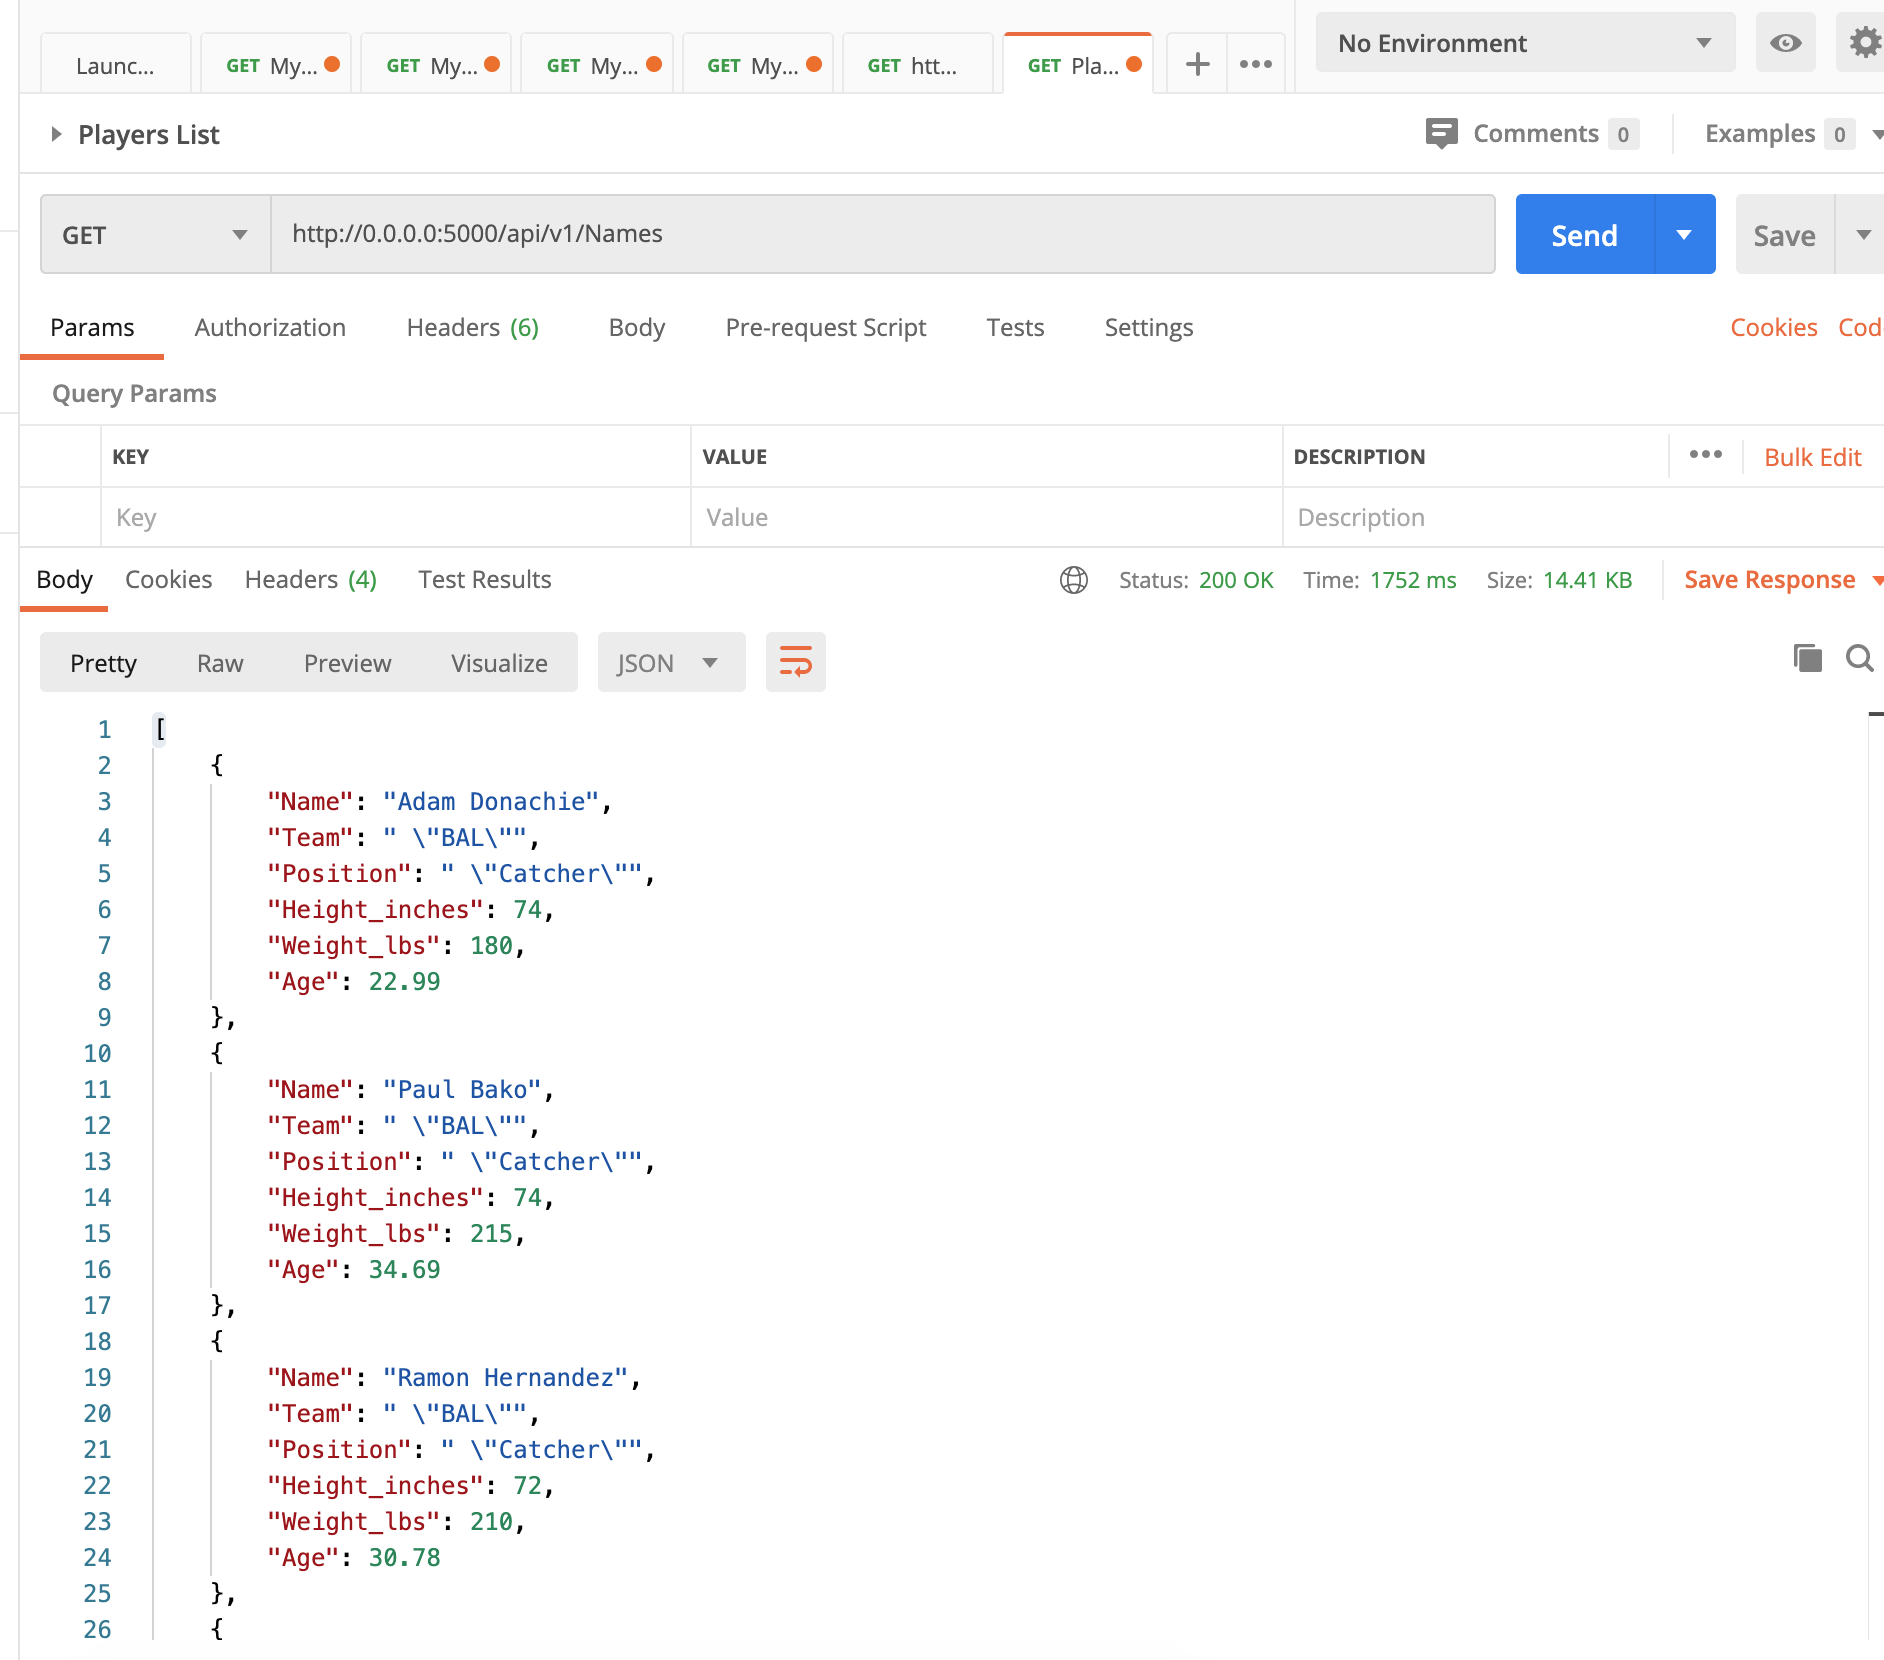 Launc...
GET My...
GET My...
GET My...
GET My...
GET htt...
GET Pla...
No Environment
Players List
Comments 0
Examples 0
GET
http://0.0.0.0:5000/api/v1/Names
Send
Save
Params Authorization Headers (6) Body Pre-request Script Tests Settings Cookies Cod
Query Params
KEY VALUE DESCRIPTION Bulk Edit
Key Value Description
Body Cookies Headers (4) Test Results Status: 200 OK Time: 1752 ms Size: 14.41 KB Save Response
Pretty Raw Preview Visualize JSON
1 [
2 {
3 "Name": "Adam Donachie",
4 "Team": " \"BAL\"",
5 "Position": " \"Catcher\"",
6 "Height_inches": 74,
7 "Weight_lbs": 180,
8 "Age": 22.99
9 },
10 {
11 "Name": "Paul Bako",
12 "Team": " \"BAL\"",
13 "Position": " \"Catcher\"",
14 "Height_inches": 74,
15 "Weight_lbs": 215,
16 "Age": 34.69
17 },
18 {
19 "Name": "Ramon Hernandez",
20 "Team": " \"BAL\"",
21 "Position": " \"Catcher\"",
22 "Height_inches": 72,
23 "Weight_lbs": 210,
24 "Age": 30.78
25 },
26 {